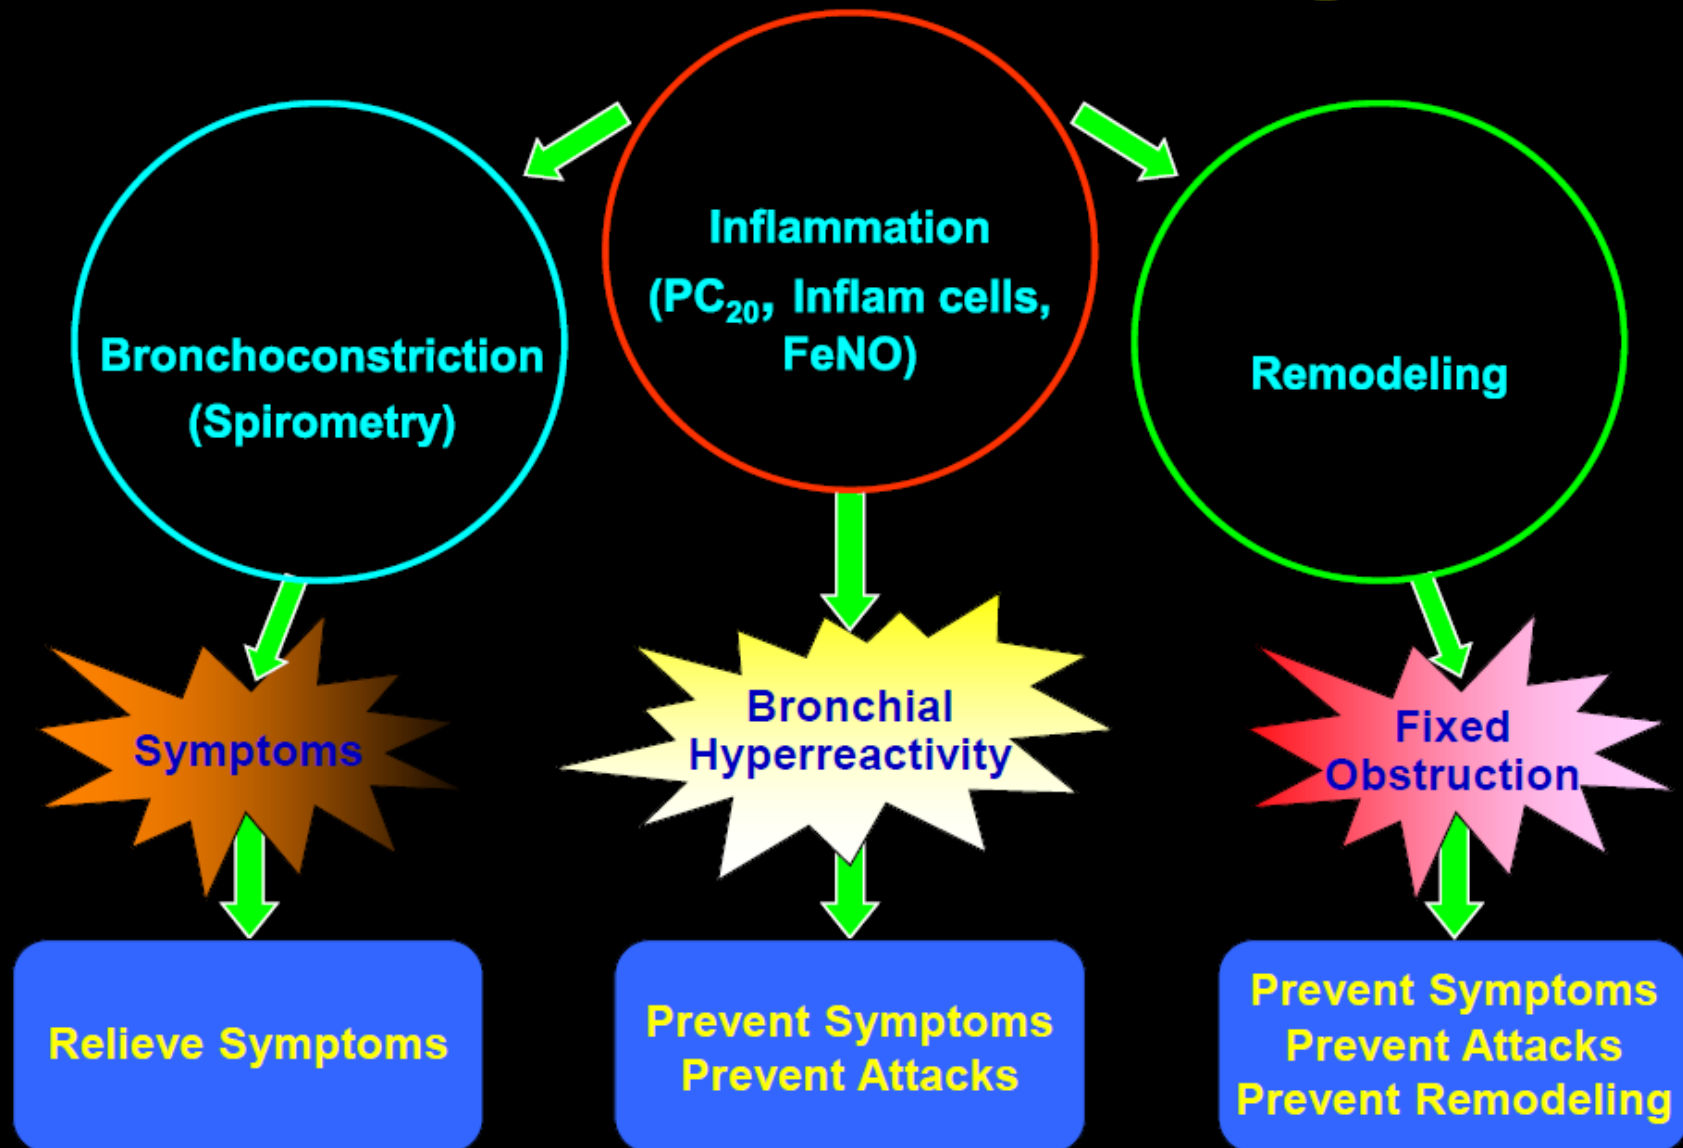 Inflammation
(PC₂₀, Inflam cells,
FeNO)
Bronchoconstriction
(Spirometry)
Remodeling
Symptoms
Bronchial
Hyperreactivity
Fixed
Obstruction
Relieve Symptoms
Prevent Symptoms
Prevent Attacks
Prevent Symptoms
Prevent Attacks
Prevent Remodeling